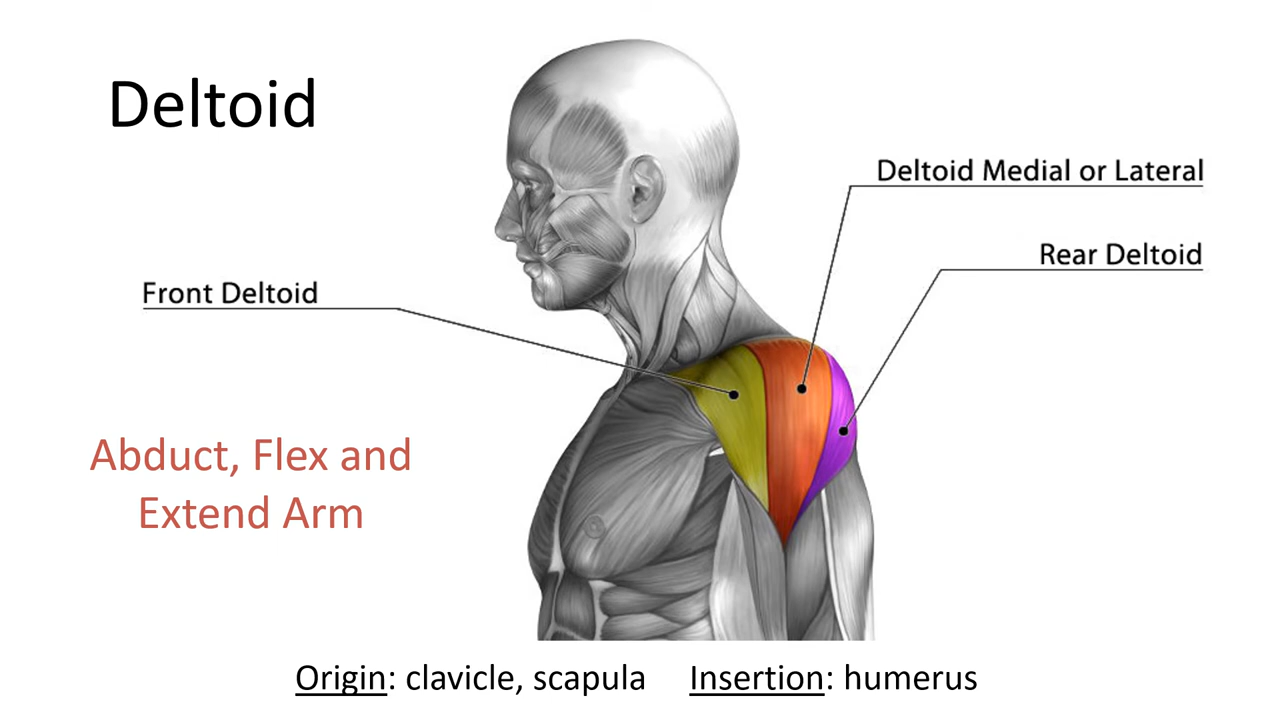 Deltoid
Deltoid Medial or Lateral
Rear Deltoid
Front Deltoid
Abduct, Flex and
Extend Arm
Origin: clavicle, scapula Insertion: humerus